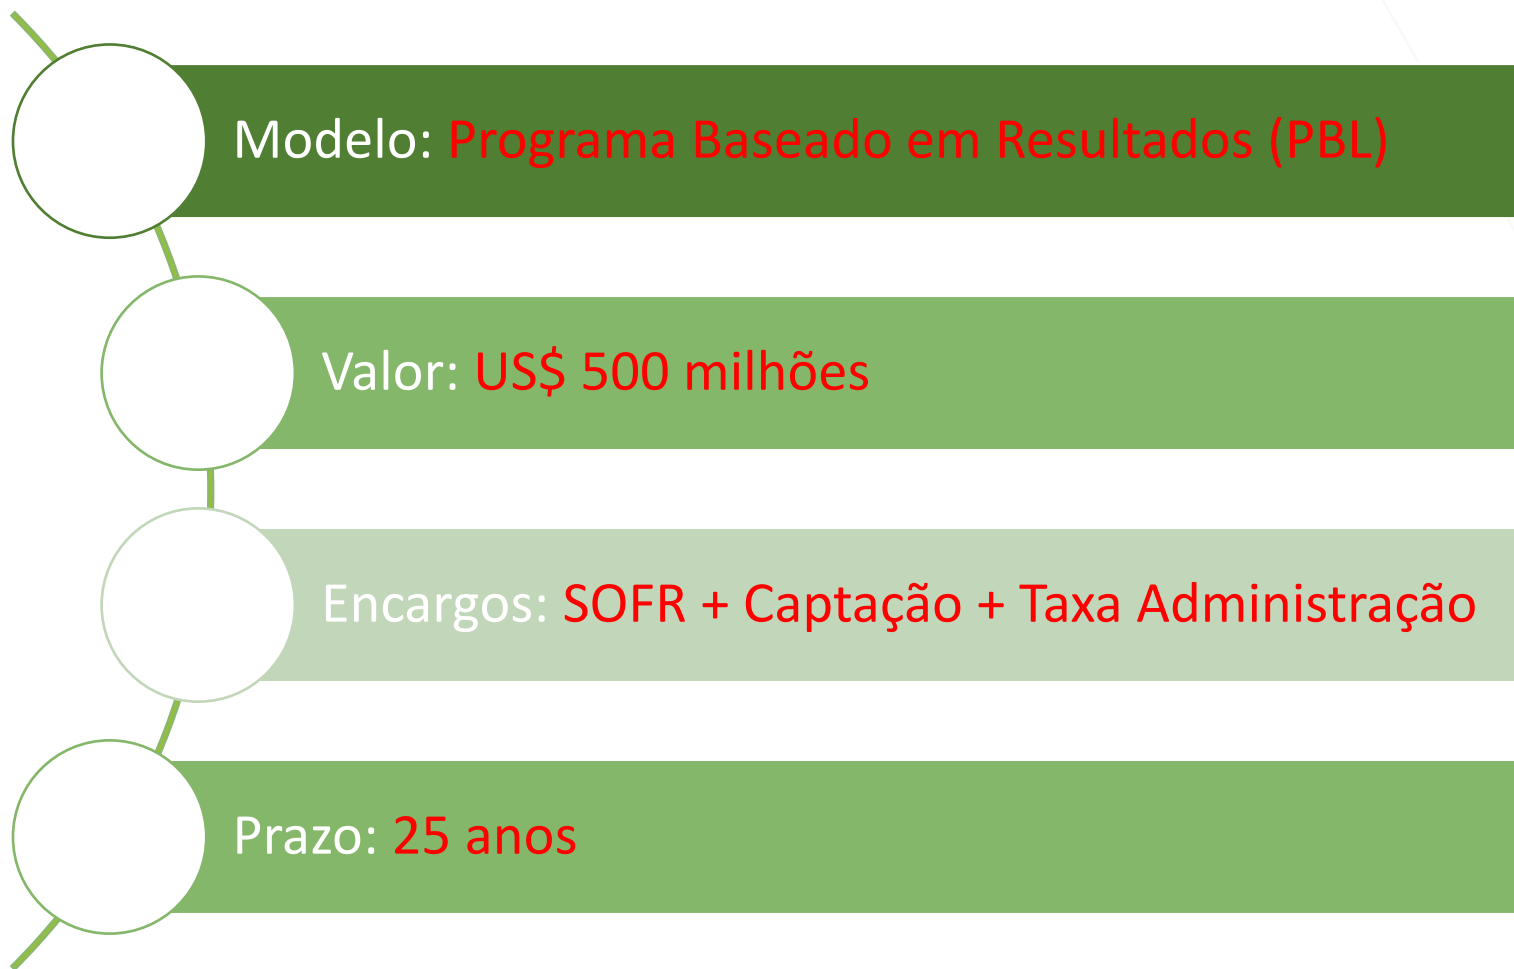 Modelo: Programa Baseado em Resultados (PBL)
Valor: US$ 500 milhões
Encargos: SOFR + Captação + Taxa Administração
Prazo: 25 anos